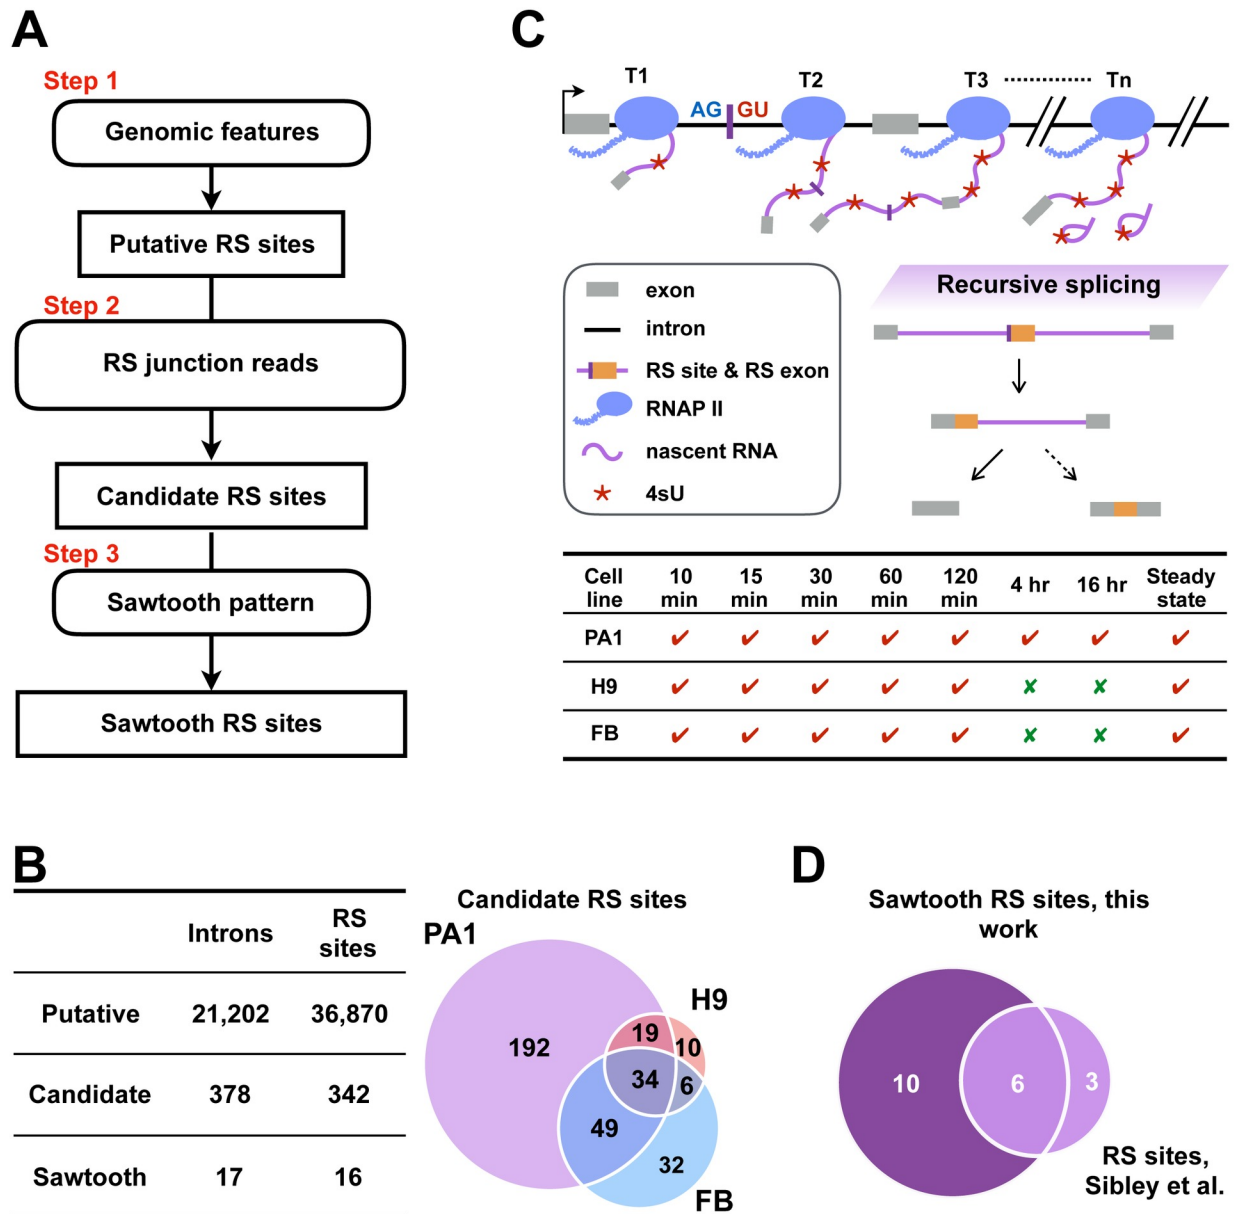 A
Step 1
Genomic features
Putative RS sites
Step 2
RS junction reads
Candidate RS sites
Step 3
Sawtooth pattern
Sawtooth RS sites
C
T1 T2 T3 Tn
AG GU
exon
intron
RS site & RS exon
RNAP II
nascent RNA
4sU
Recursive splicing
Cell line 10 min 15 min 30 min 60 min 120 min 4 hr 16 hr Steady state
PA1 ✔ ✔ ✔ ✔ ✔ ✔ ✔ ✔
H9 ✔ ✔ ✔ ✔ ✔ ✘ ✘ ✔
FB ✔ ✔ ✔ ✔ ✔ ✘ ✘ ✔
B
Introns RS sites
Putative 21,202 36,870
Candidate 378 342
Sawtooth 17 16
Candidate RS sites
PA1
H9
192
19
10
34
6
49
32
FB
D
Sawtooth RS sites, this
work
10
6
3
RS sites,
Sibley et al.